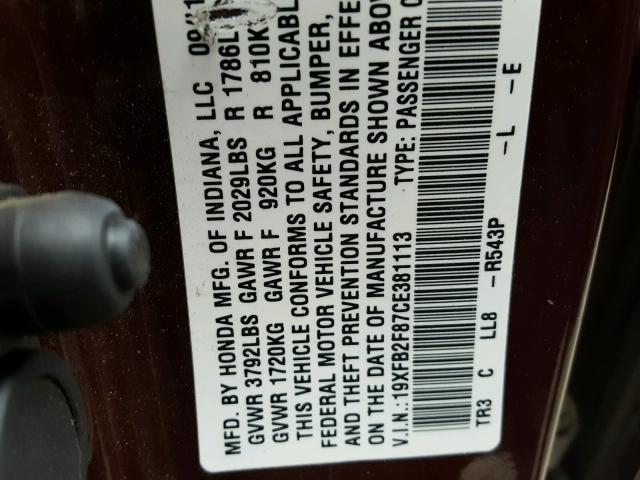 MFD. BY HONDA MFG. OF INDIANA, LLC
GVWR 3792LBS GAWR F 2029LBS R 1786L
GVWR 1720KG GAWR F 920KG R 810K
THIS VEHICLE CONFORMS TO ALL APPLICABL
FEDERAL MOTOR VEHICLE SAFETY, BUMPER,
AND THEFT PREVENTION STANDARDS IN EFFE
ON THE DATE OF MANUFACTURE SHOWN ABOV
V.I.N.: 19XFB2F87CE381113 TYPE: PASSENGER C
TR3 C LL8 -R543P -L -E